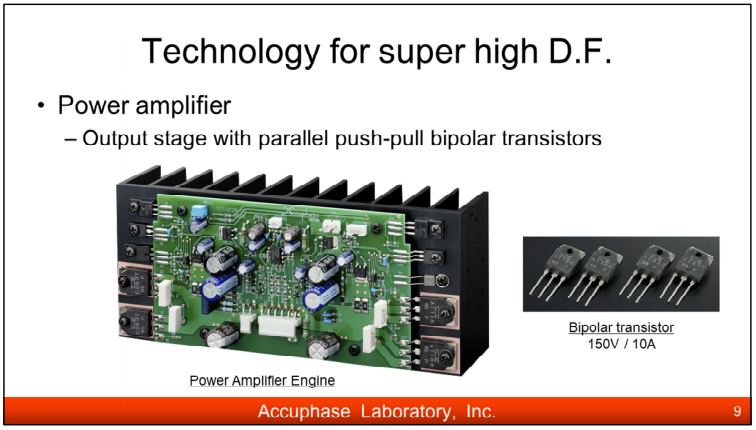 Technology for super high D.F.
• Power amplifier
– Output stage with parallel push-pull bipolar transistors
Accuphase
Bipolar transistor
150V / 10A
Power Amplifier Engine
Accuphase Laboratory, Inc.
9